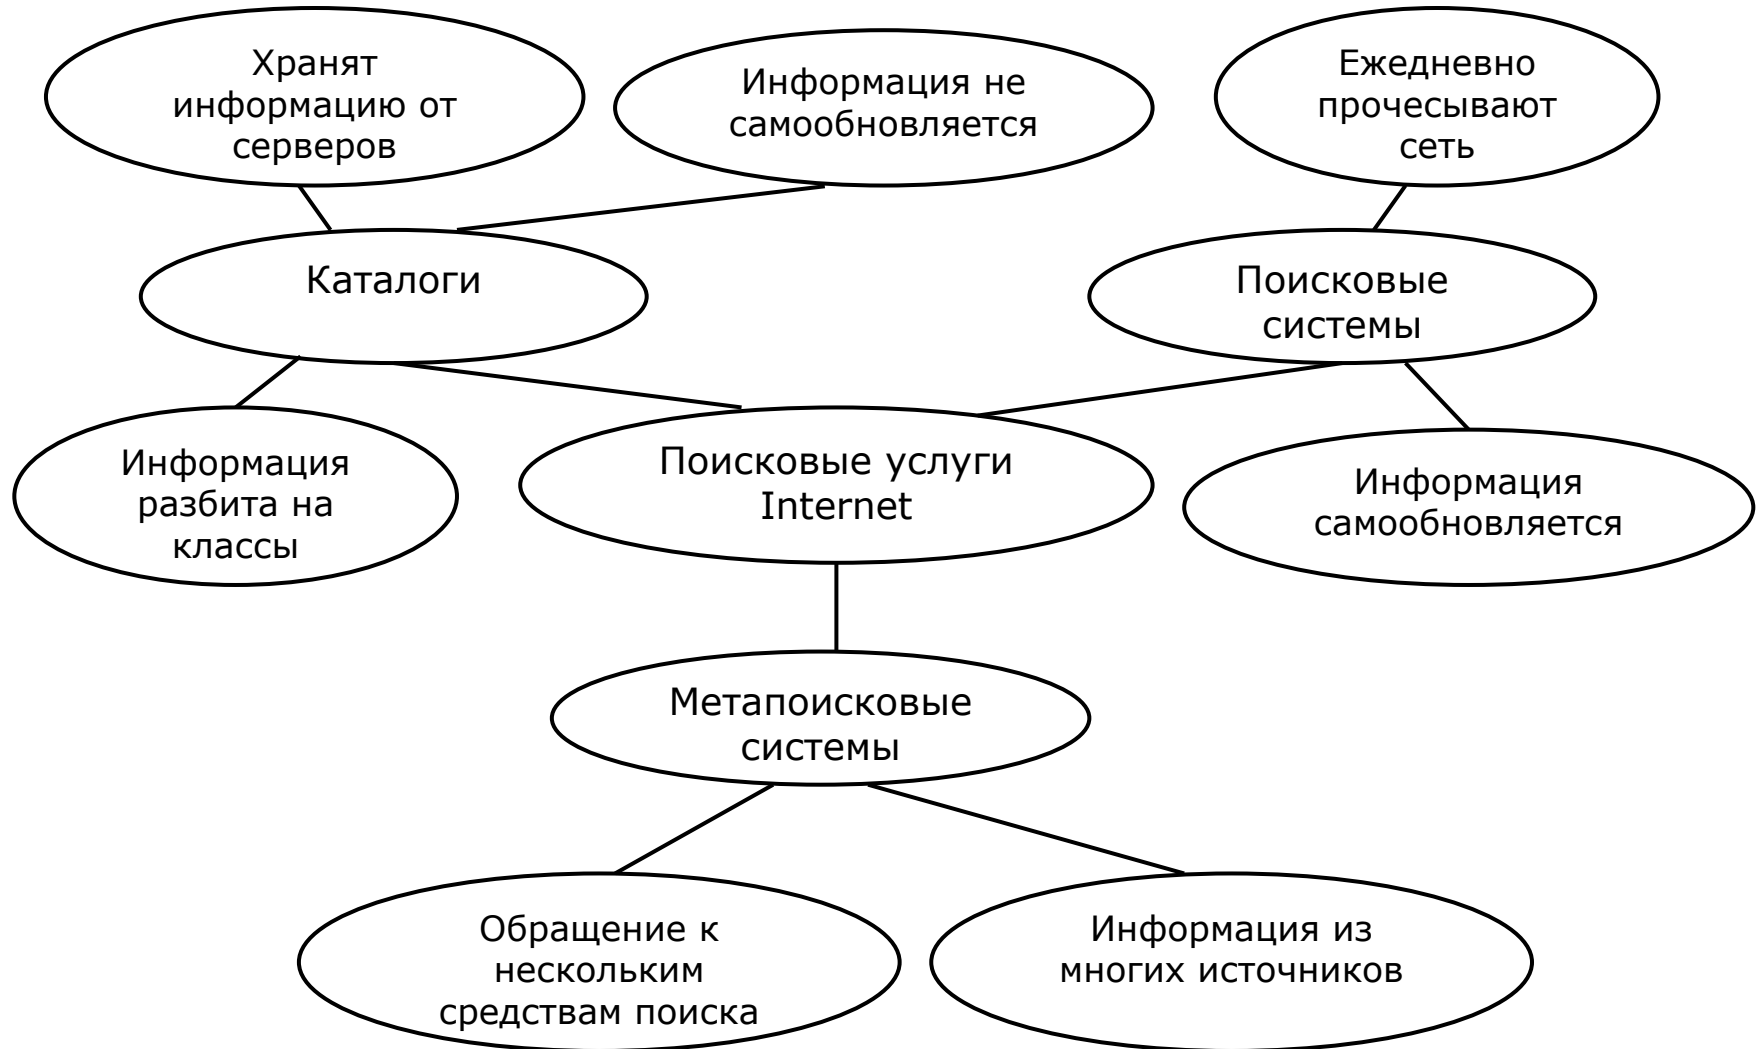 Хранят
информацию от
серверов
Информация не
самообновляется
Ежедневно
прочесывают
сеть
Каталоги
Поисковые
системы
Информация
разбита на
классы
Поисковые услуги
Internet
Информация
самообновляется
Метапоисковые
системы
Обращение к
нескольким
средствам поиска
Информация из
многих источников